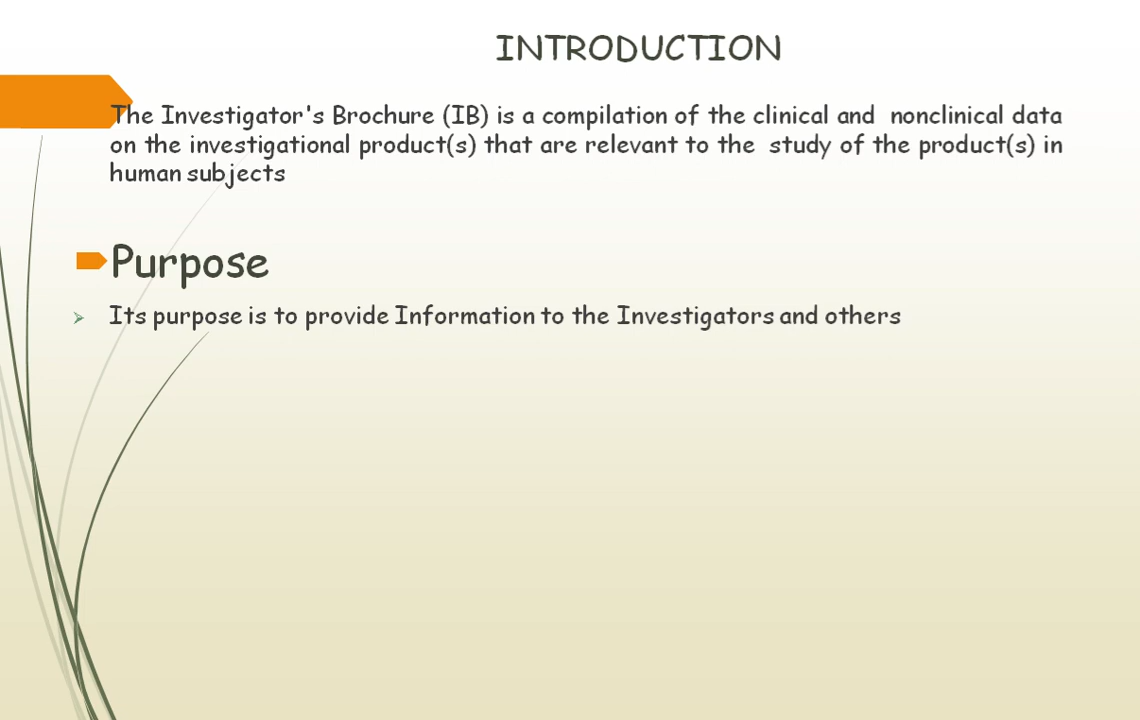 INTRODUCTION
The Investigator's Brochure (IB) is a compilation of the clinical and nonclinical data
on the investigational product(s) that are relevant to the study of the product(s) in
human subjects
Purpose
Its purpose is to provide Information to the Investigators and others